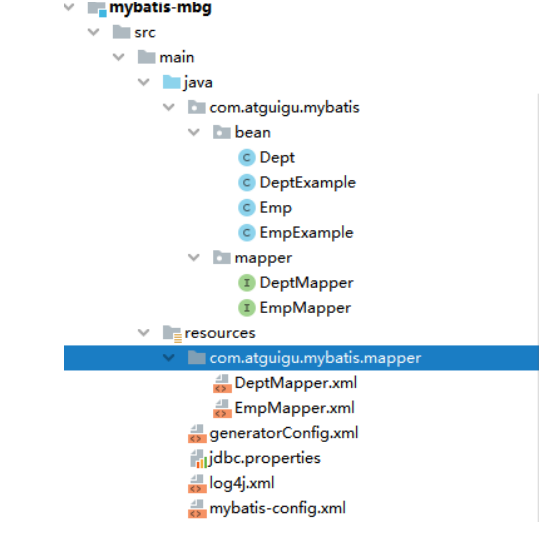 mybatis-mbg
src
main
java
com.atguigu.mybatis
bean
C Dept
C DeptExample
C Emp
C EmpExample
mapper
I DeptMapper
I EmpMapper
resources
com.atguigu.mybatis.mapper
DeptMapper.xml
EmpMapper.xml
generatorConfig.xml
jdbc.properties
log4j.xml
mybatis-config.xml